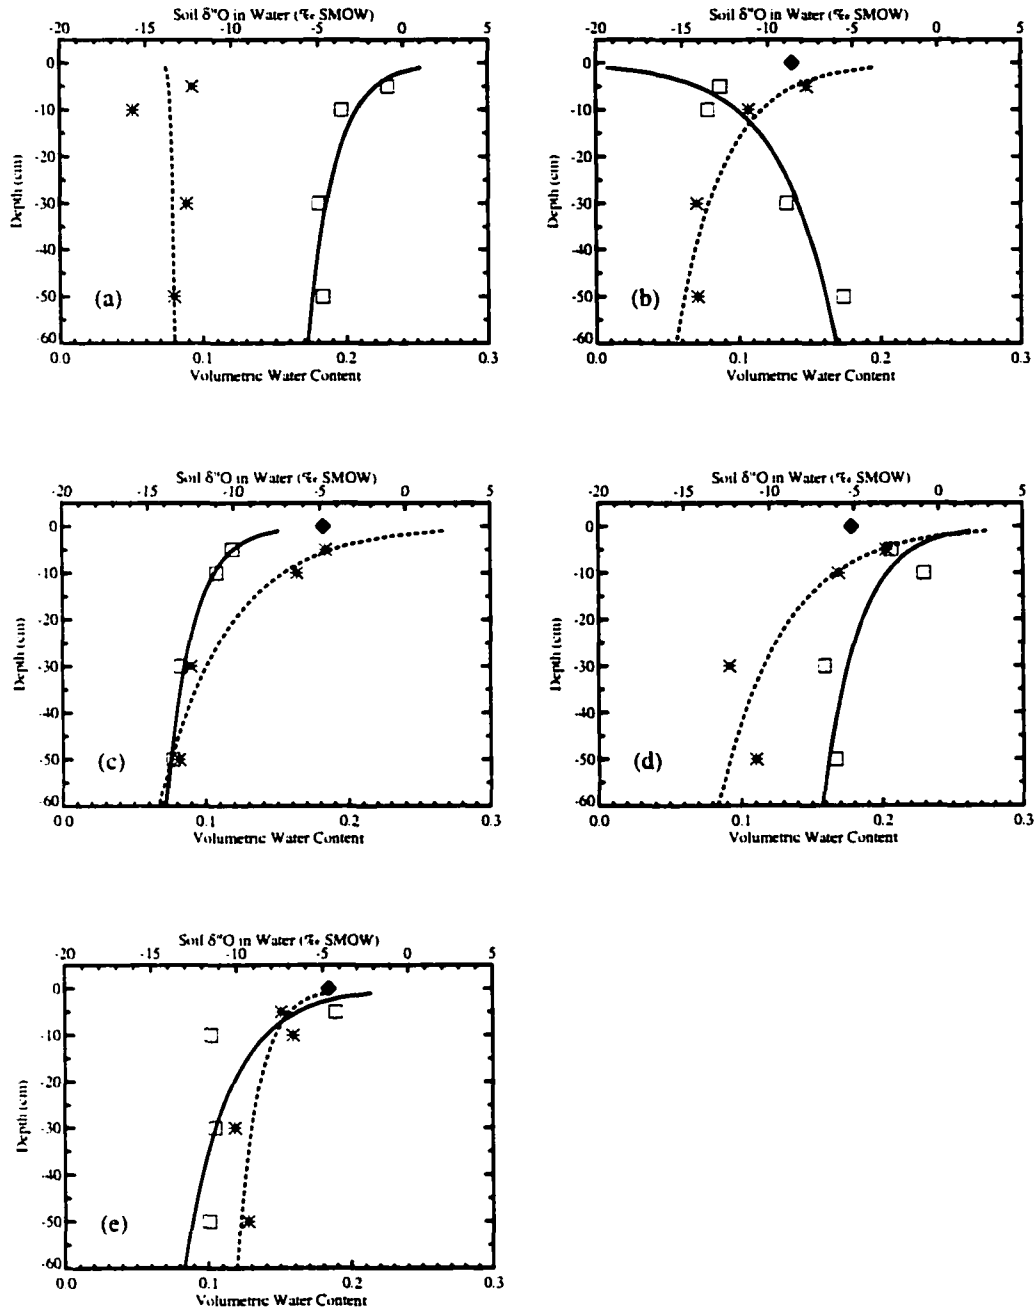 Soil δ¹⁸O in Water (‰ SMOW)
-20 -15 -10 -5 0 5
0
-10
-20
-30
-40
-50
-60
Depth (cm)
(a)
0.0 0.1 0.2 0.3
Volumetric Water Content
Soil δ¹⁸O in Water (‰ SMOW)
-20 -15 -10 -5 0 5
0
-10
-20
-30
-40
-50
-60
Depth (cm)
(b)
0.0 0.1 0.2 0.3
Volumetric Water Content
Soil δ¹⁸O in Water (‰ SMOW)
-20 -15 -10 -5 0 5
0
-10
-20
-30
-40
-50
-60
Depth (cm)
(c)
0.0 0.1 0.2 0.3
Volumetric Water Content
Soil δ¹⁸O in Water (‰ SMOW)
-20 -15 -10 -5 0 5
0
-10
-20
-30
-40
-50
-60
Depth (cm)
(d)
0.0 0.1 0.2 0.3
Volumetric Water Content
Soil δ¹⁸O in Water (‰ SMOW)
-20 -15 -10 -5 0 5
0
-10
-20
-30
-40
-50
-60
Depth (cm)
(e)
0.0 0.1 0.2 0.3
Volumetric Water Content